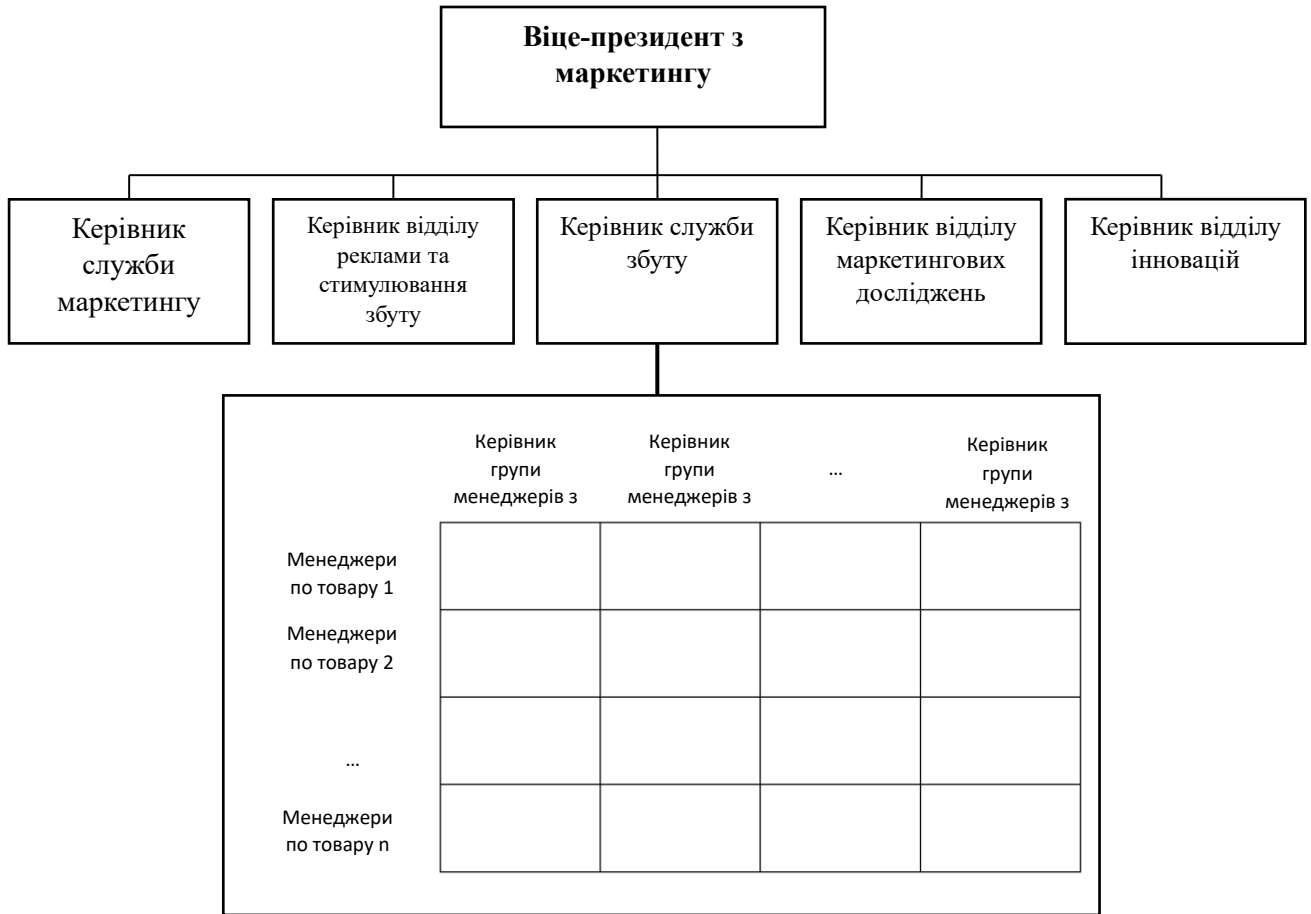 Віце-президент з
маркетингу
Керівник
служби
маркетингу
Керівник відділу
реклами та
стимулювання
збуту
Керівник служби
збуту
Керівник відділу
маркетингових
досліджень
Керівник відділу
інновацій
Керівник
групи
менеджерів з
Керівник
групи
менеджерів з
...
Керівник
групи
менеджерів з
Менеджери
по товару 1
Менеджери
по товару 2
...
Менеджери
по товару n